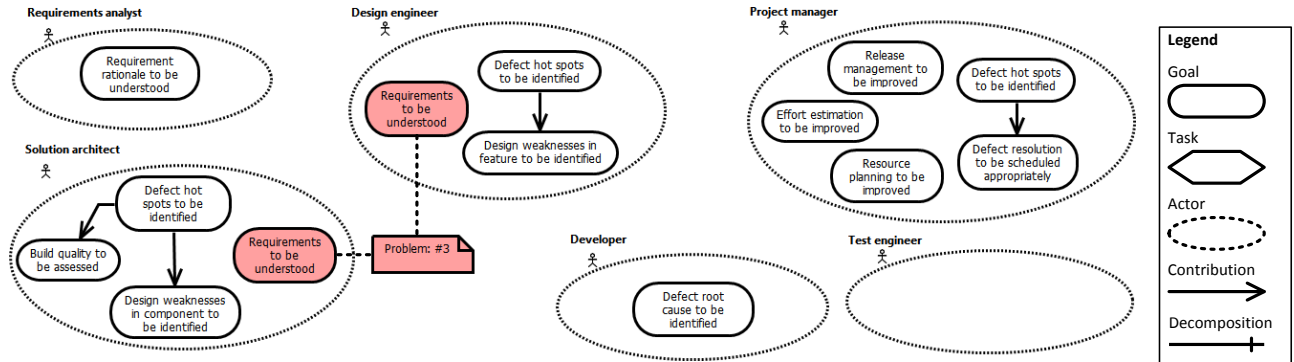 Requirements analyst
Requirement
rationale to be
understood
Design engineer
Defect hot spots
to be identified
Requirements
to be
understood
Design weaknesses in
feature to be identified
Project manager
Release
management to
be improved
Defect hot spots
to be identified
Effort estimation
to be improved
Resource
planning to be
improved
Defect resolution
to be scheduled
appropriately
Solution architect
Defect hot
spots to be
identified
Build quality to
be assessed
Requirements
to be
understood
Design weaknesses
in component to
be identified
Problem: #3
Developer
Defect root
cause to be
identified
Test engineer
Legend
Goal
Task
Actor
Contribution
Decomposition